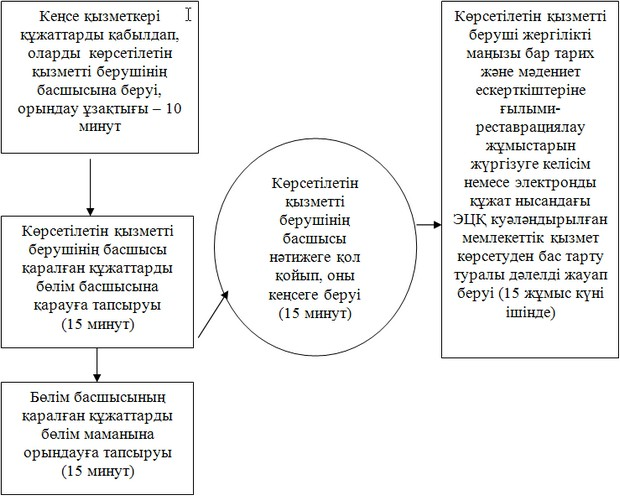 Кеңсе қызметкері
құжаттарды қабылдап,
оларды көрсетілетін
қызметті берушінің
басшысына беруі,
орындау ұзақтығы – 10
минут
Көрсетілетін қызметті
берушінің басшысы
қаралған құжаттарды
бөлім басшысына
қарауға тапсыруы
(15 минут)
Бөлім басшысының
қаралған құжаттарды
бөлім маманына
орындауға тапсыруы
(15 минут)
Көрсетілетін
қызметті
берушінің
басшысы
нәтижеге қол
қойып, оны
кеңсеге беруі
(15 минут)
Көрсетілетін қызметті
беруші жергілікті
маңызы бар тарих
және мәдениет
ескерткіштеріне
ғылыми-
реставрациялау
жұмыстарын
жүргізуге келісім
немесе электронды
құжат нысандағы
ЭЦҚ куәландырылған
мемлекеттік қызмет
көрсетуден бас тарту
туралы дәлелді жауап
беруі (15 жұмыс күні
ішінде)